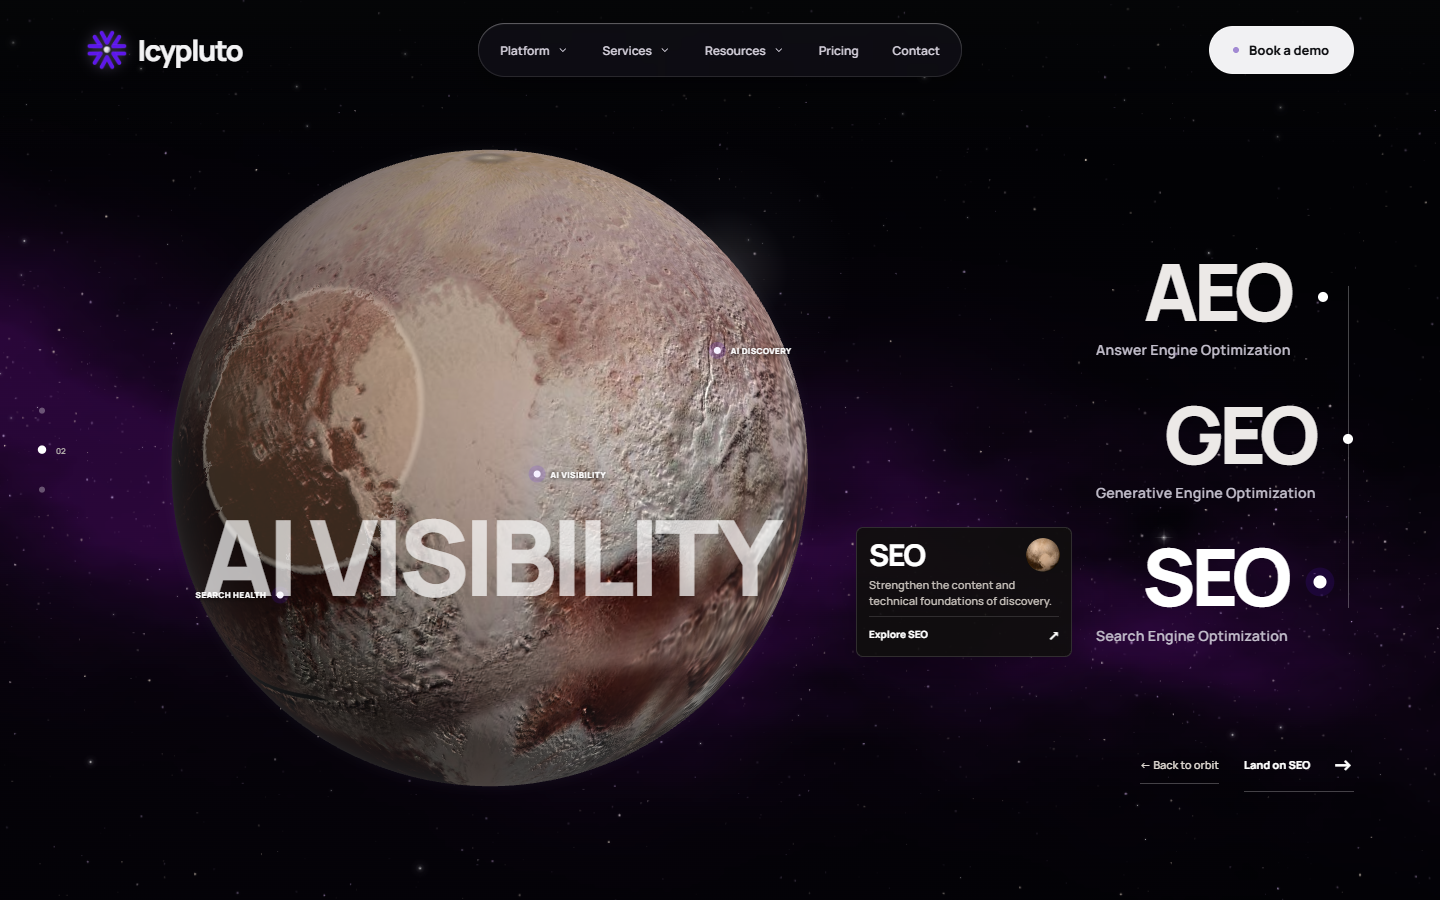 Icypluto
Platform
Services
Resources
Pricing
Contact
Book a demo
AEO
Answer Engine Optimization
AI DISCOVERY
GEO
Generative Engine Optimization
02
AI VISIBILITY
AI VISIBILITY
SEARCH HEALTH
SEO
Strengthen the content and
technical foundations of discovery.
Explore SEO ↗
SEO
Search Engine Optimization
← Back to orbit
Land on SEO →